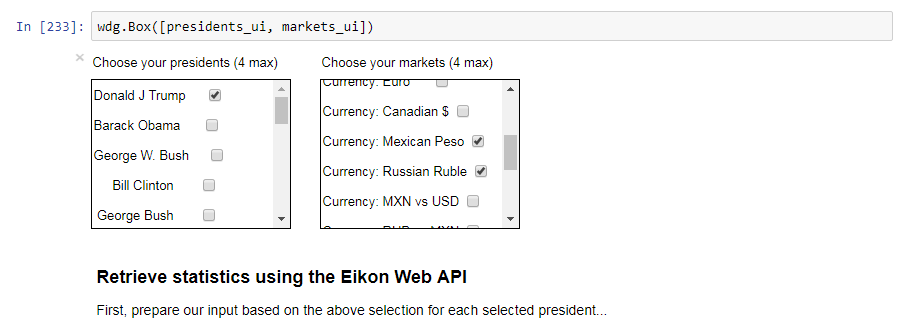 In [233]: wdg.Box([presidents_ui, markets_ui])
Choose your presidents (4 max)
Donald J Trump
Barack Obama
George W. Bush
Bill Clinton
George Bush
Choose your markets (4 max)
Currency: Euro
Currency: Canadian $
Currency: Mexican Peso
Currency: Russian Ruble
Currency: MXN vs USD
Retrieve statistics using the Eikon Web API
First, prepare our input based on the above selection for each selected president...